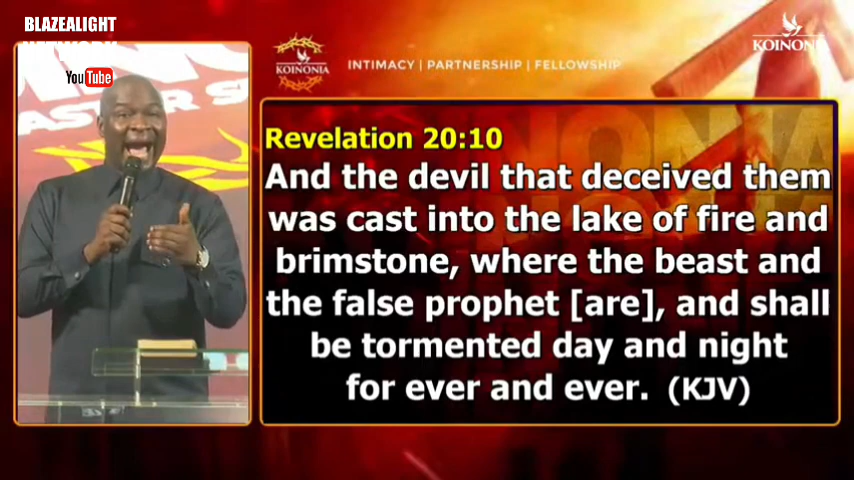 BLAZEALIGHT
NETWORK
YouTube
KOINONIA
INTIMACY | PARTNERSHIP | FELLOWSHIP
KOINONIA
Revelation 20:10
And the devil that deceived them
was cast into the lake of fire and
brimstone, where the beast and
the false prophet [are], and shall
be tormented day and night
for ever and ever. (KJV)